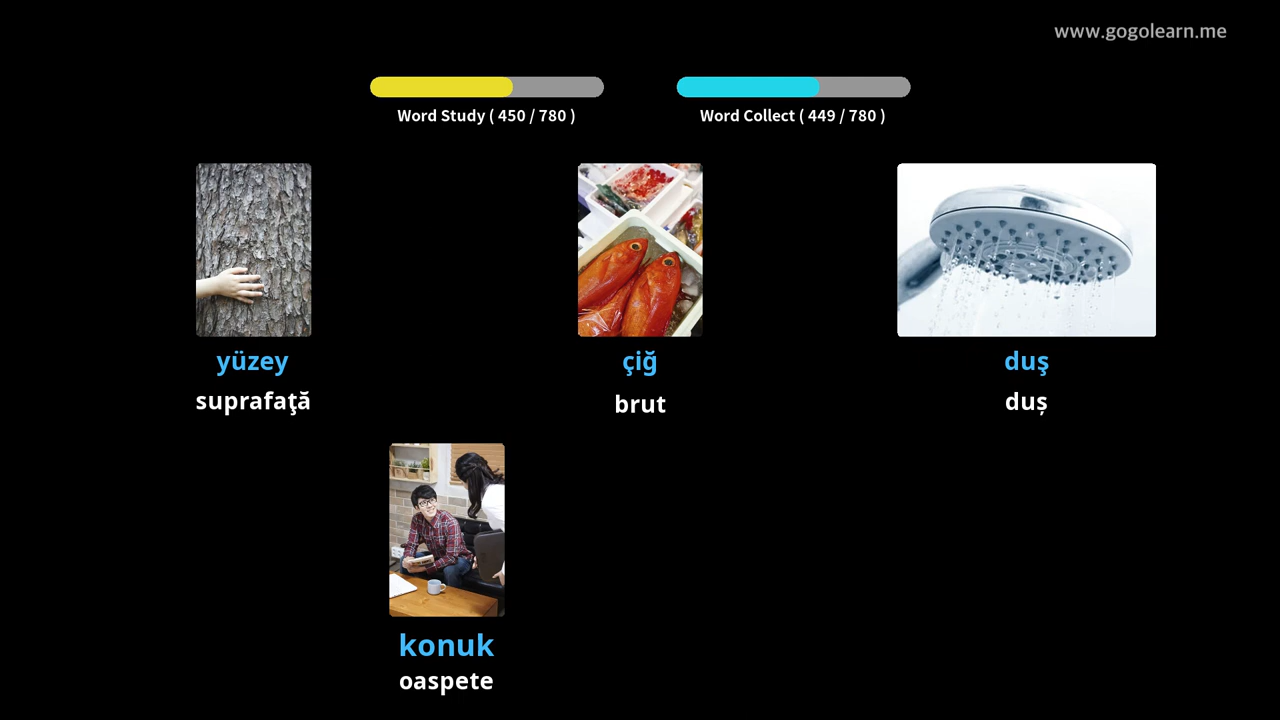 www.gogolearn.me
Word Study ( 450 / 780 )
Word Collect ( 449 / 780 )
yüzey
suprafaţă
çiğ
brut
duş
duș
konuk
oaspete